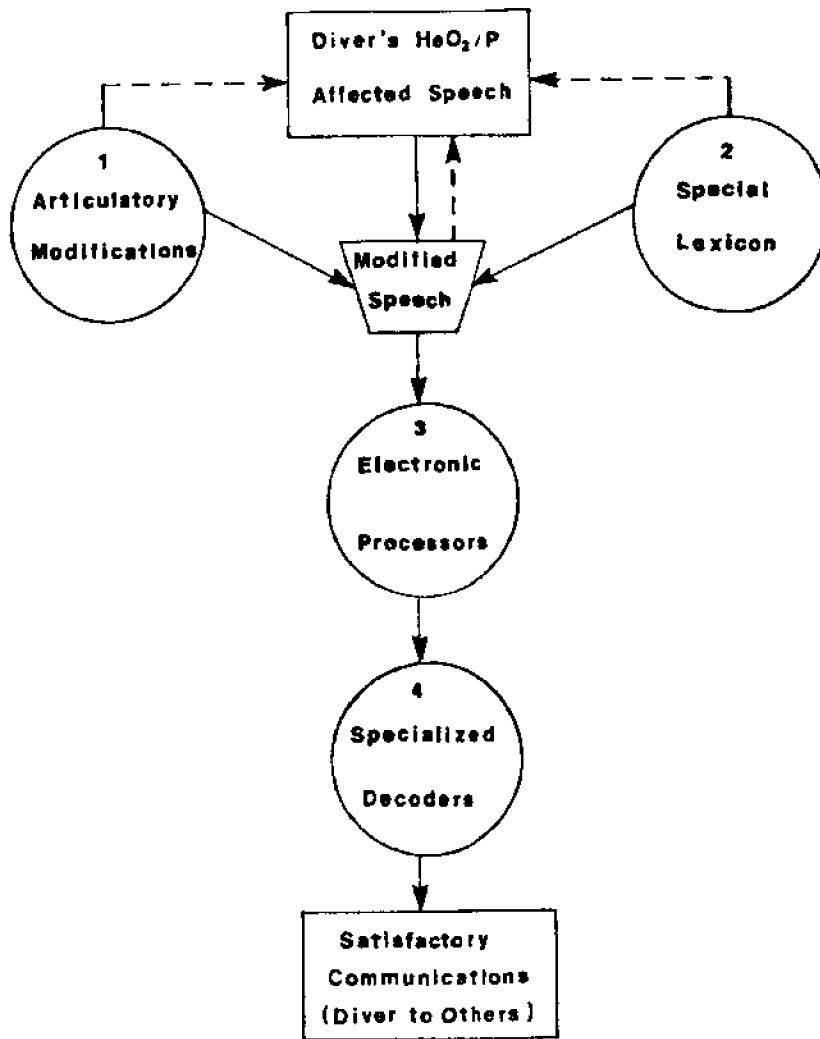 Diver's HeO₂/P
Affected Speech
1
Articulatory
Modifications
2
Special
Lexicon
Modified
Speech
3
Electronic
Processors
4
Specialized
Decoders
Satisfactory
Communications
(Diver to Others)